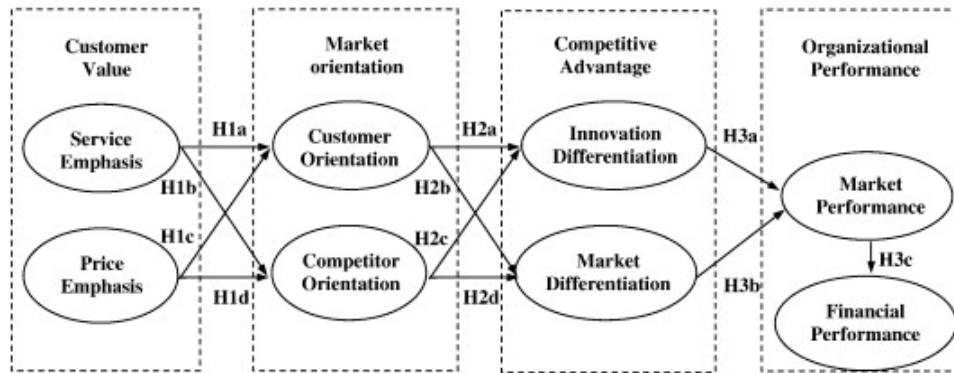 Customer
Value
Market
orientation
Competitive
Advantage
Organizational
Performance
Service
Emphasis
H1a
Customer
Orientation
H2a
Innovation
Differentiation
H3a
H1b
H2b
Market
Performance
H1c
H2c
Price
Emphasis
H1d
Competitor
Orientation
H2d
Market
Differentiation
H3b
H3c
Financial
Performance